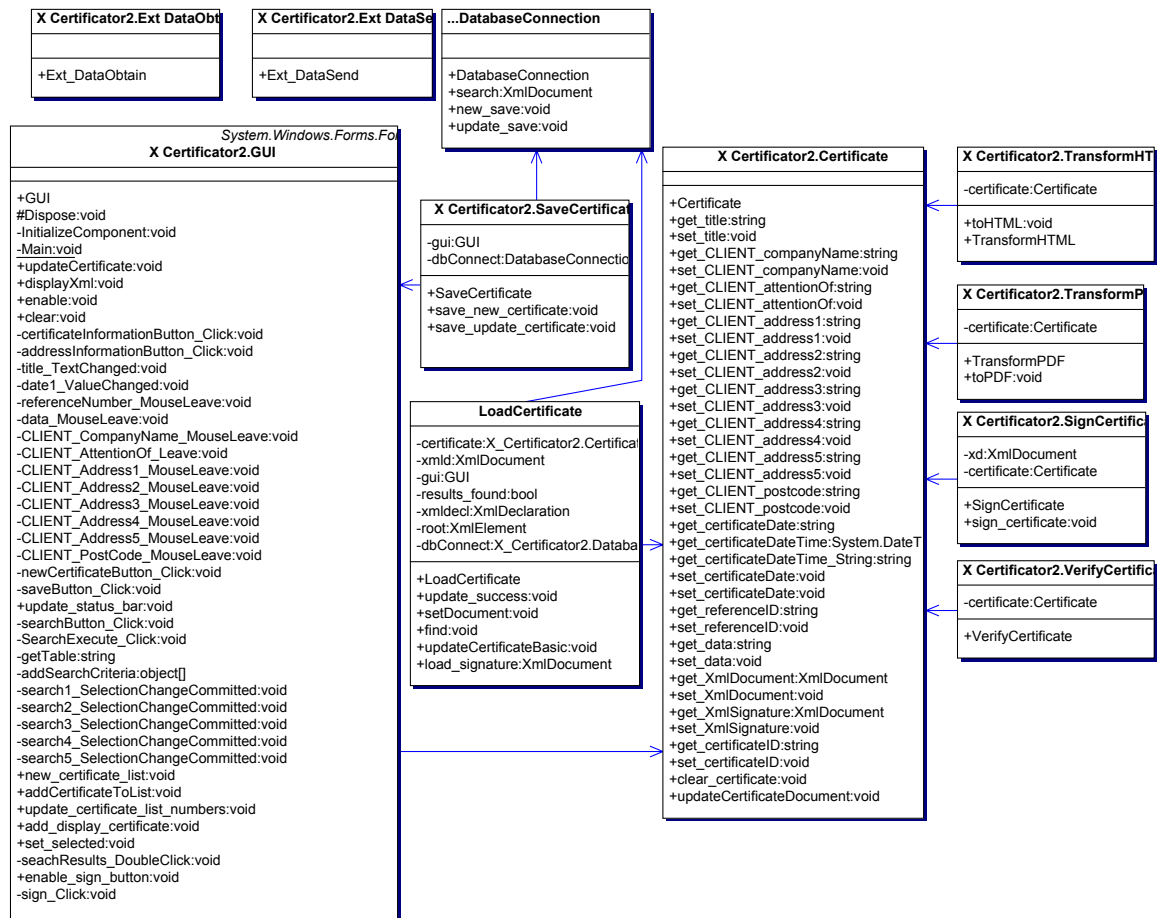 X Certificator2.Ext DataObt
+Ext_DataObtain
X Certificator2.Ext DataSe
+Ext_DataSend
...DatabaseConnection
+DatabaseConnection
+search:XmlDocument
+new_save:void
+update_save:void
System.Windows.Forms.For
X Certificator2.GUI
+GUI
#Dispose:void
-InitializeComponent:void
-Main:void
+updateCertificate:void
+displayXml:void
+enable:void
+clear:void
-certificateInformationButton_Click:void
-addressInformationButton_Click:void
-title_TextChanged:void
-date1_ValueChanged:void
-referenceNumber_MouseLeave:void
-data_MouseLeave:void
-CLIENT_CompanyName_MouseLeave:void
-CLIENT_AttentionOf_Leave:void
-CLIENT_Address1_MouseLeave:void
-CLIENT_Address2_MouseLeave:void
-CLIENT_Address3_MouseLeave:void
-CLIENT_Address4_MouseLeave:void
-CLIENT_Address5_MouseLeave:void
-CLIENT_PostCode_MouseLeave:void
-newCertificateButton_Click:void
-saveButton_Click:void
+update_status_bar:void
-searchButton_Click:void
-SearchExecute_Click:void
-getTable:string
-addSearchCriteria:object[]
-search1_SelectionChangeCommitted:void
-search2_SelectionChangeCommitted:void
-search3_SelectionChangeCommitted:void
-search4_SelectionChangeCommitted:void
-search5_SelectionChangeCommitted:void
+new_certificate_list:void
+addCertificateToList:void
+update_certificate_list_numbers:void
+add_display_certificate:void
+set_selected:void
-seachResults_DoubleClick:void
+enable_sign_button:void
-sign_Click:void
X Certificator2.SaveCertificat
-gui:GUI
-dbConnect:DatabaseConnectio
+SaveCertificate
+save_new_certificate:void
+save_update_certificate:void
LoadCertificate
-certificate:X_Certificator2.Certificat
-xmld:XmlDocument
-gui:GUI
-results_found:bool
-xmldecl:XmlDeclaration
-root:XmlElement
-dbConnect:X_Certificator2.Databa
+LoadCertificate
+update_success:void
+setDocument:void
+find:void
+updateCertificateBasic:void
+load_signature:XmlDocument
X Certificator2.Certificate
+Certificate
+get_title:string
+set_title:void
+get_CLIENT_companyName:string
+set_CLIENT_companyName:void
+get_CLIENT_attentionOf:string
+set_CLIENT_attentionOf:void
+get_CLIENT_address1:string
+set_CLIENT_address1:void
+get_CLIENT_address2:string
+set_CLIENT_address2:void
+get_CLIENT_address3:string
+set_CLIENT_address3:void
+get_CLIENT_address4:string
+set_CLIENT_address4:void
+get_CLIENT_address5:string
+set_CLIENT_address5:void
+get_CLIENT_postcode:string
+set_CLIENT_postcode:void
+get_certificateDate:string
+get_certificateDateTime:System.DateT
+get_certificateDateTime_String:string
+set_certificateDate:void
+set_certificateDate:void
+get_referenceID:string
+set_referenceID:void
+get_data:string
+set_data:void
+get_XmlDocument:XmlDocument
+set_XmlDocument:void
+get_XmlSignature:XmlDocument
+set_XmlSignature:void
+get_certificateID:string
+set_certificateID:void
+clear_certificate:void
+updateCertificateDocument:void
X Certificator2.TransformHT
-certificate:Certificate
+toHTML:void
+TransformHTML
X Certificator2.TransformP
-certificate:Certificate
+TransformPDF
+toPDF:void
X Certificator2.SignCertifica
-xd:XmlDocument
-certificate:Certificate
+SignCertificate
+sign_certificate:void
X Certificator2.VerifyCertifica
-certificate:Certificate
+VerifyCertificate